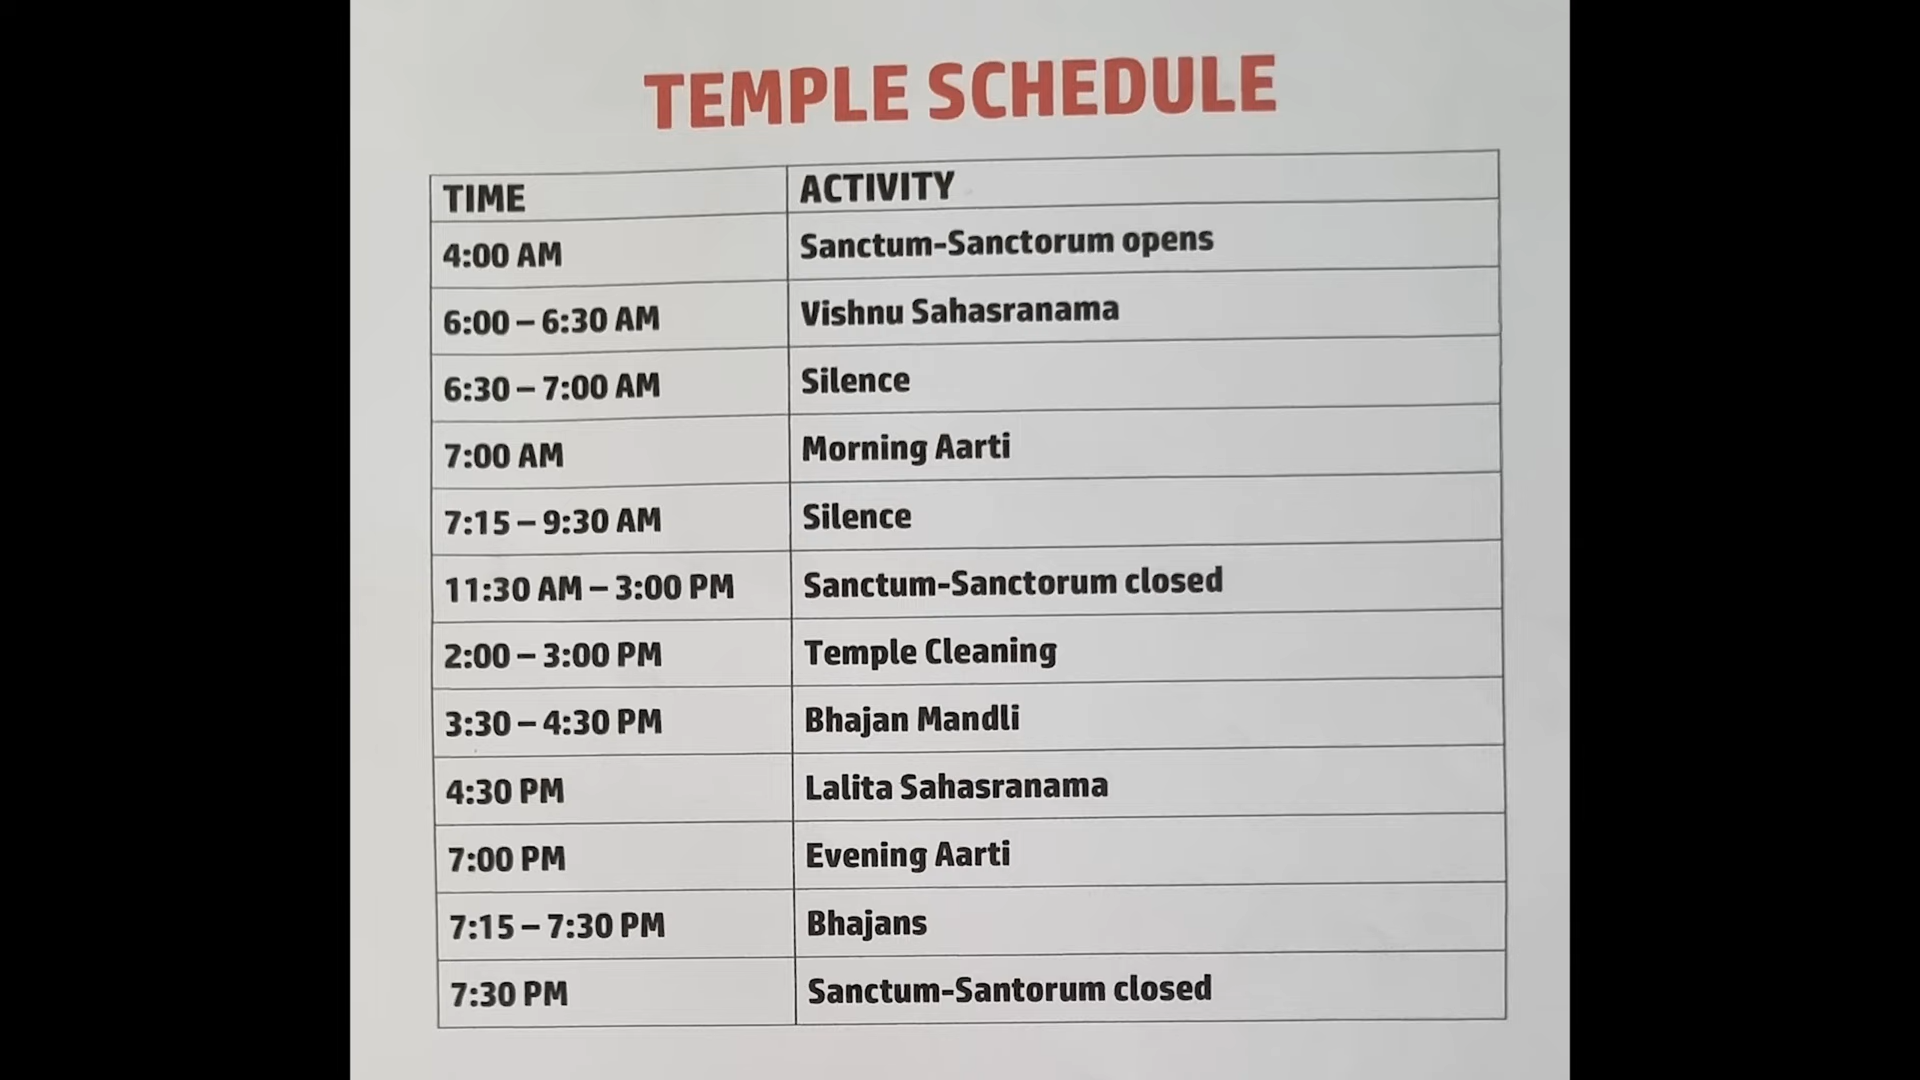 TEMPLE SCHEDULE
TIME ACTIVITY
4:00 AM Sanctum-Sanctorum opens
6:00 – 6:30 AM Vishnu Sahasranama
6:30 – 7:00 AM Silence
7:00 AM Morning Aarti
7:15 – 9:30 AM Silence
11:30 AM – 3:00 PM Sanctum-Sanctorum closed
2:00 – 3:00 PM Temple Cleaning
3:30 – 4:30 PM Bhajan Mandli
4:30 PM Lalita Sahasranama
7:00 PM Evening Aarti
7:15 – 7:30 PM Bhajans
7:30 PM Sanctum-Santorum closed